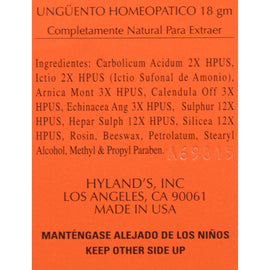 UNGÜENTO HOMEOPATICO 18 gm
Completamente Natural Para Extraer
Ingredientes: Carbolicum Acidum 2X HPUS,
Ictio 2X HPUS (Ictio Sufonal de Amonio),
Arnica Mont 3X HPUS, Calendula Off 3X
HPUS, Echinacea Ang 3X HPUS, Sulphur 12X
HPUS, Hepar Sulph 12X HPUS, Silicea 12X
HPUS, Rosin, Beeswax, Petrolatum, Stearyl
Alcohol, Methyl & Propyl Paraben.
A69015
HYLAND'S, INC
LOS ANGELES, CA 90061
MADE IN USA
MANTÉNGASE ALEJADO DE LOS NIÑOS
KEEP OTHER SIDE UP